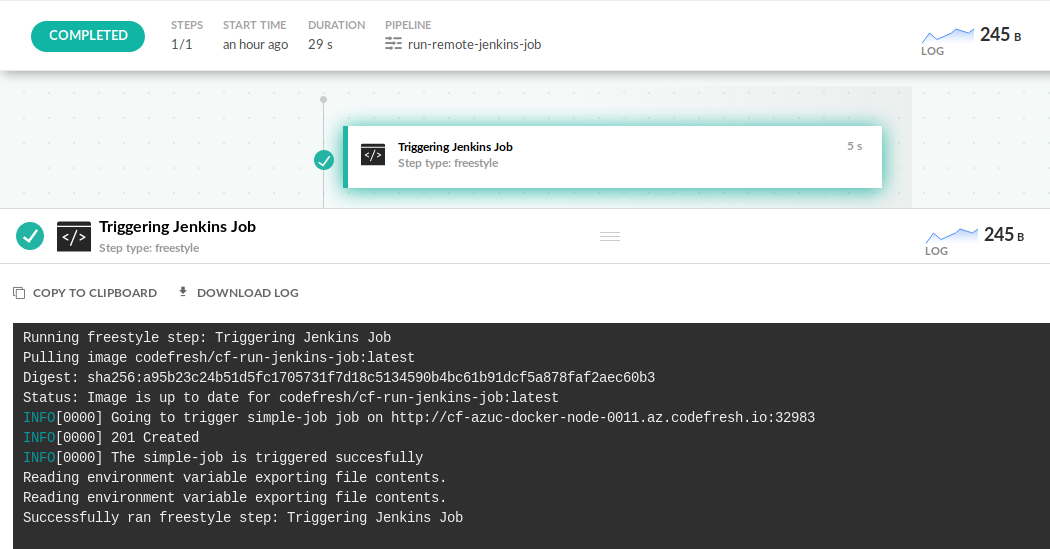 COMPLETED
STEPS
1/1
START TIME
an hour ago
DURATION
29 s
PIPELINE
run-remote-jenkins-job
LOG
245 B
Triggering Jenkins Job
Step type: freestyle
5 s
Triggering Jenkins Job
Step type: freestyle
LOG
245 B
COPY TO CLIPBOARD
DOWNLOAD LOG
Running freestyle step: Triggering Jenkins Job
Pulling image codefresh/cf-run-jenkins-job:latest
Digest: sha256:a95b23c24b51d5fc1705731f7d18c5134590b4bc61b91dcf5a878faf2aec60b3
Status: Image is up to date for codefresh/cf-run-jenkins-job:latest
INFO[0000] Going to trigger simple-job job on http://cf-azuc-docker-node-0011.az.codefresh.io:32983
INFO[0000] 201 Created
INFO[0000] The simple-job is triggered succesfully
Reading environment variable exporting file contents.
Reading environment variable exporting file contents.
Successfully ran freestyle step: Triggering Jenkins Job